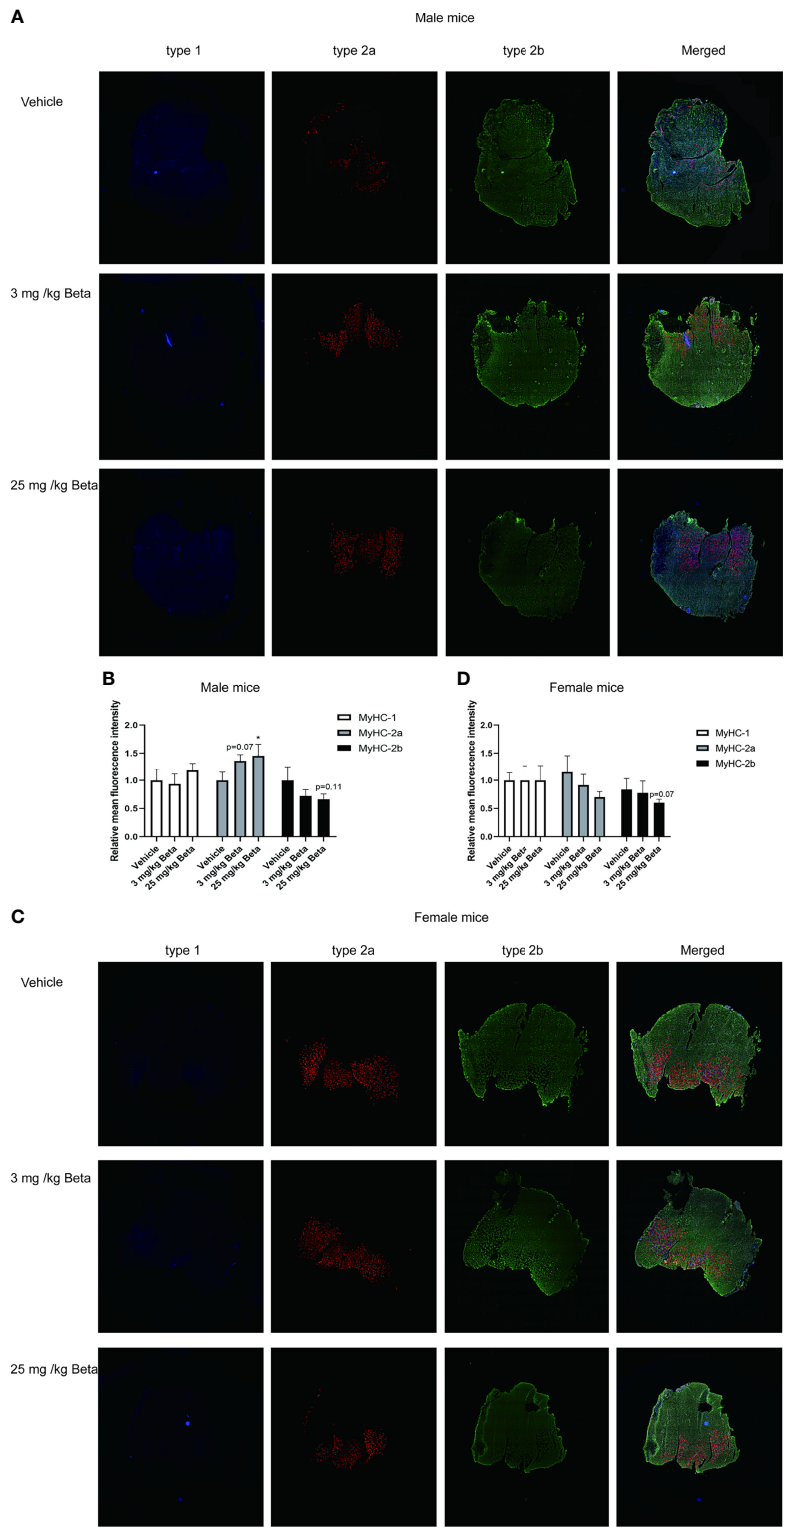 A
Male mice
type 1 type 2a type 2b Merged
Vehicle
3 mg /kg Beta
25 mg /kg Beta
B
Male mice
Relative mean fluorescence intensity
2.0
1.5
1.0
0.5
0.0
p=0.07
*
p=0.11
MyHC-1
MyHC-2a
MyHC-2b
Vehicle
3 mg/kg Beta
25 mg/kg Beta
Vehicle
3 mg/kg Beta
25 mg/kg Beta
Vehicle
3 mg/kg Beta
25 mg/kg Beta
D
Female mice
Relative mean fluorescence intensity
2.0
1.5
1.0
0.5
0.0
p=0.07
MyHC-1
MyHC-2a
MyHC-2b
Vehicle
3 mg/kg Beta
25 mg/kg Beta
Vehicle
3 mg/kg Beta
25 mg/kg Beta
Vehicle
3 mg/kg Beta
25 mg/kg Beta
C
Female mice
type 1 type 2a type 2b Merged
Vehicle
3 mg /kg Beta
25 mg /kg Beta